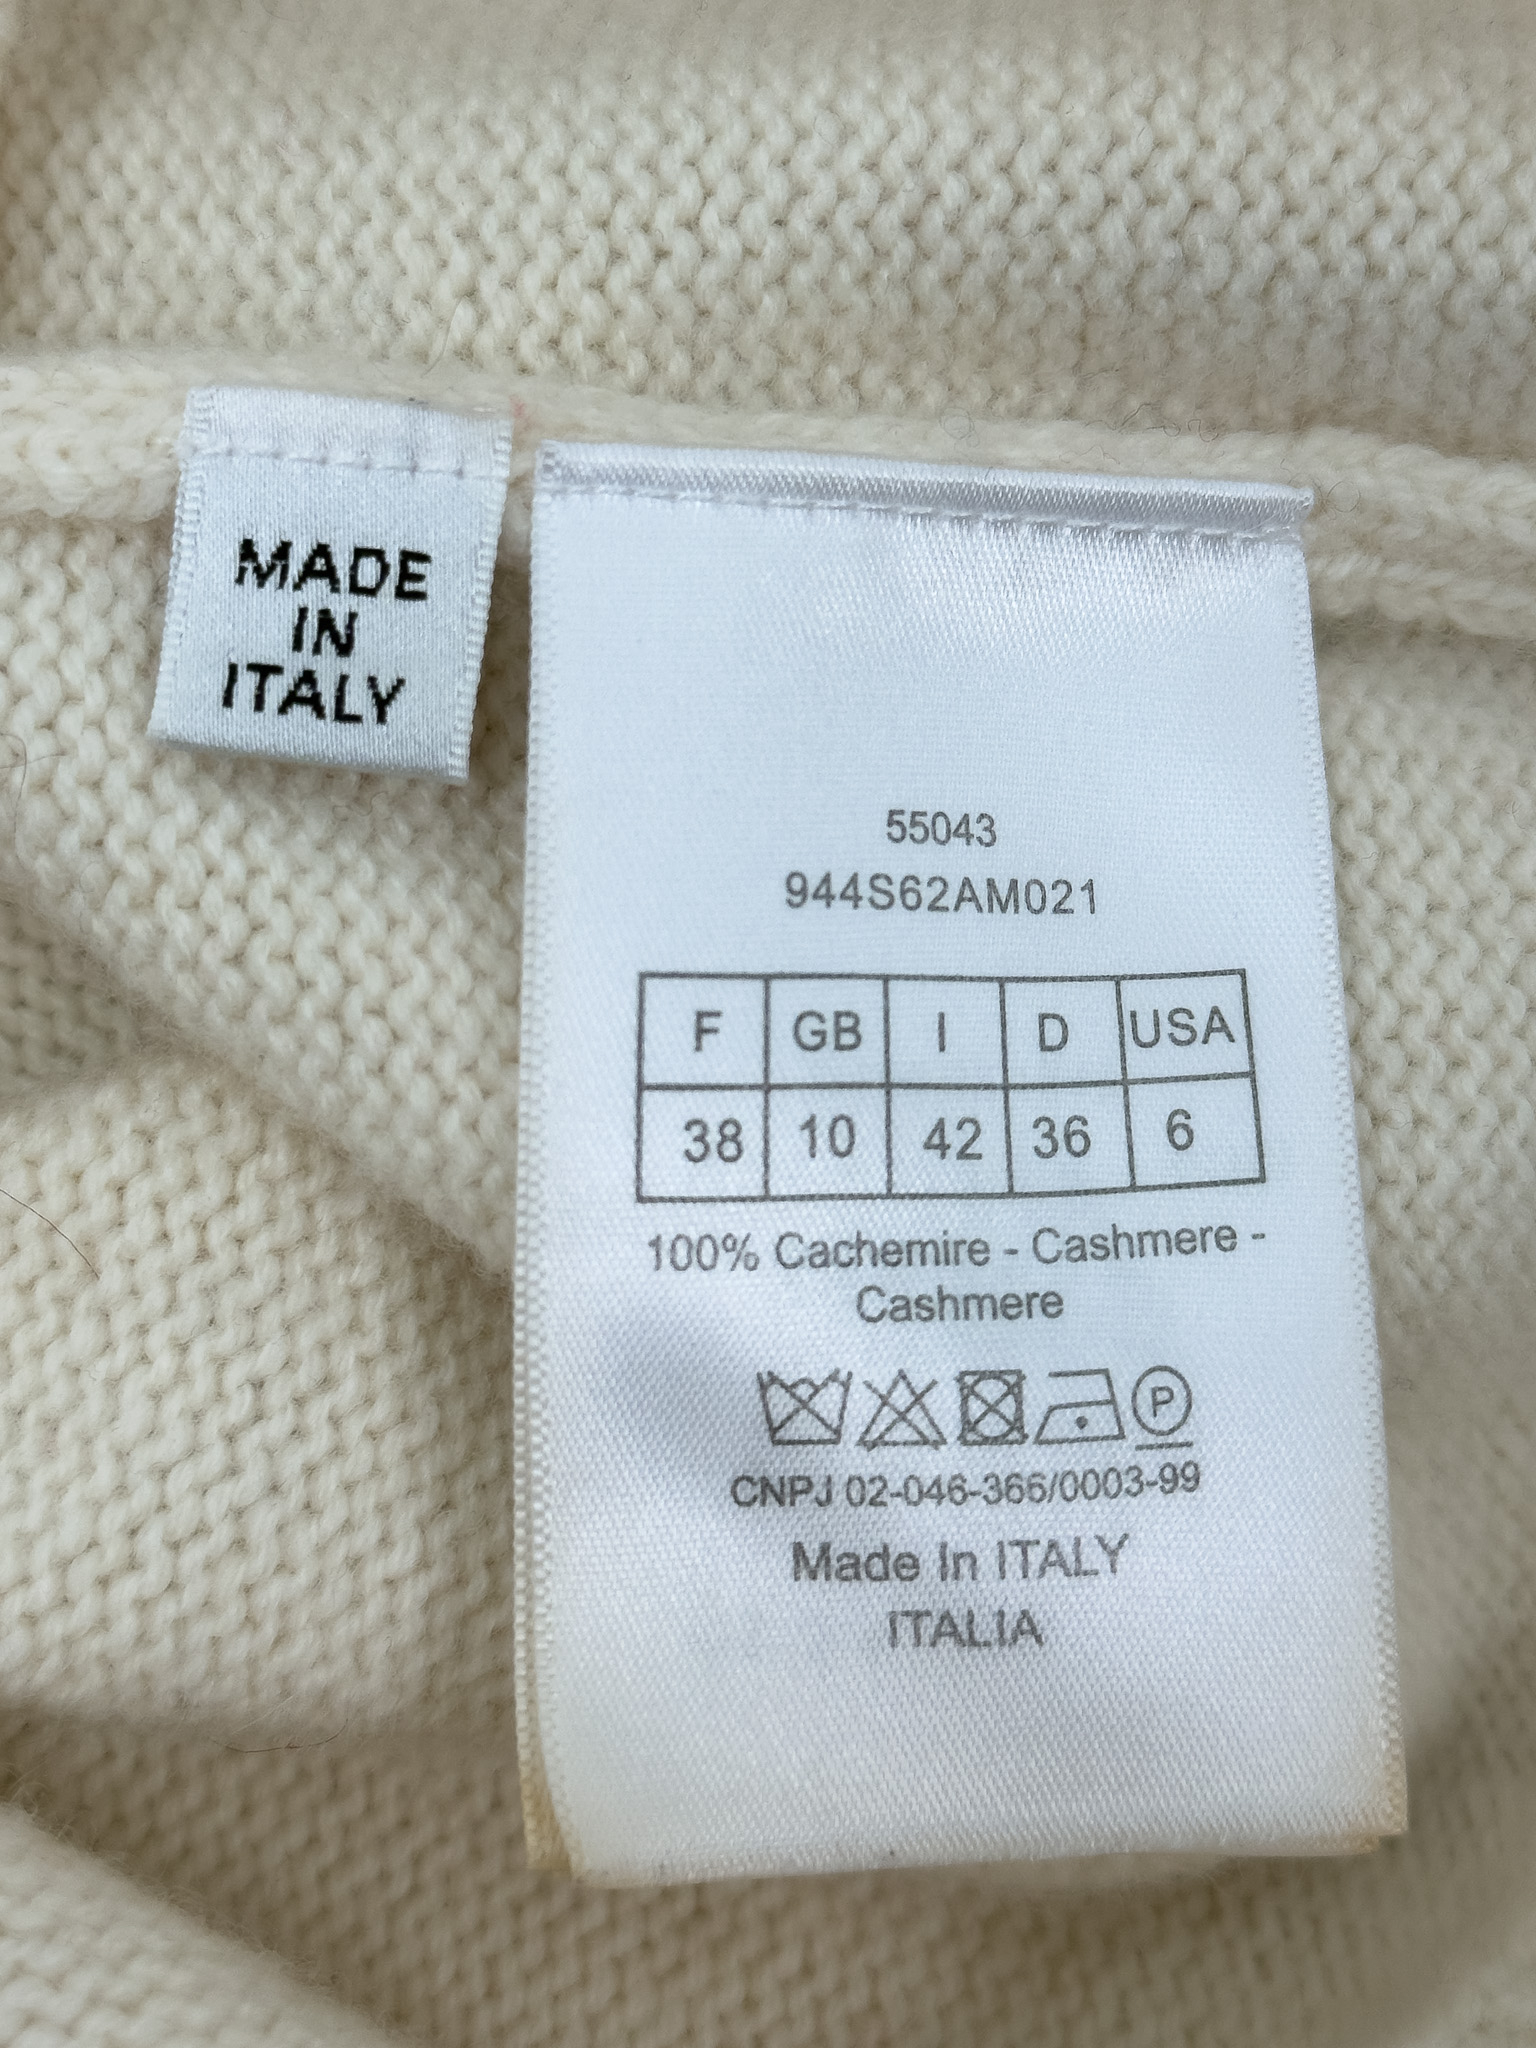 MADE
IN
ITALY
55043
944S62AM021
F GB I D USA
38 10 42 36 6
100% Cachemire - Cashmere -
Cashmere
P
CNPJ 02-046-366/0003-99
Made In ITALY
ITALIA